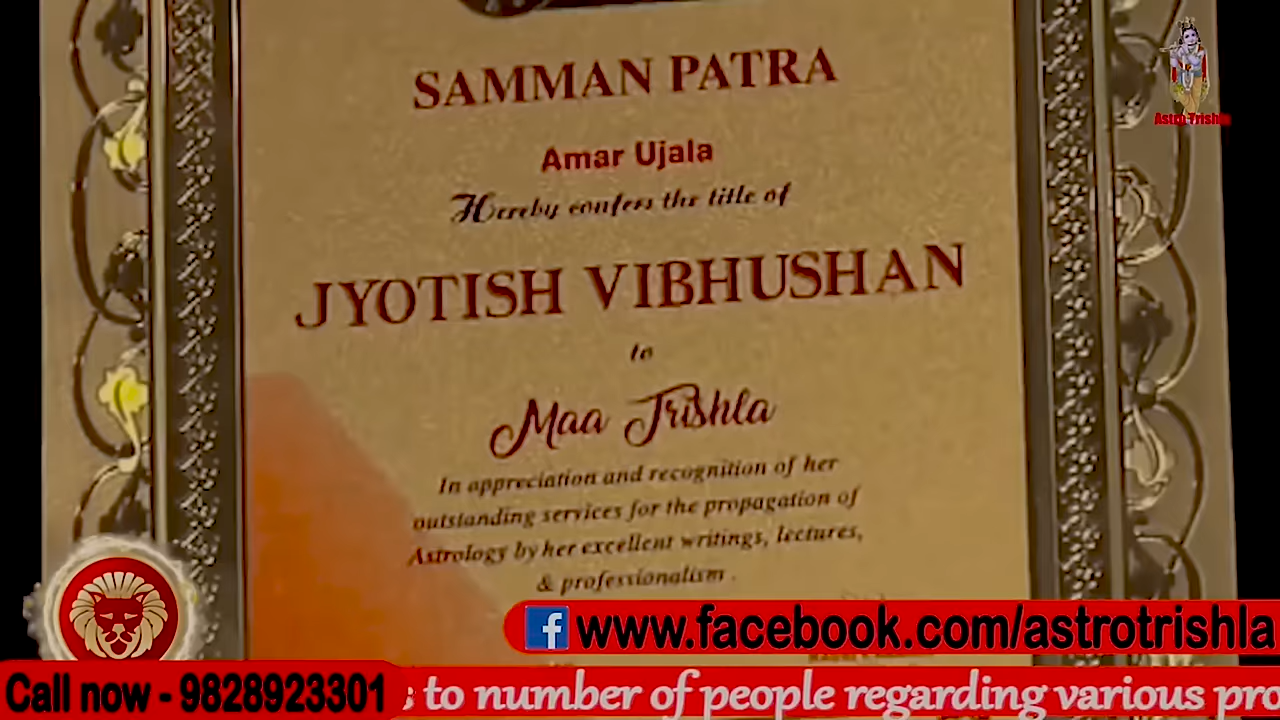 SAMMAN PATRA
Astro Trishla
Amar Ujala
Hereby confers the title of
JYOTISH VIBHUSHAN
to
Maa Trishla
In appreciation and recognition of her
outstanding services for the propagation of
Astrology by her excellent writings, lectures,
& professionalism .
www.facebook.com/astrotrishla
Call now - 9828923301
to number of people regarding various pro